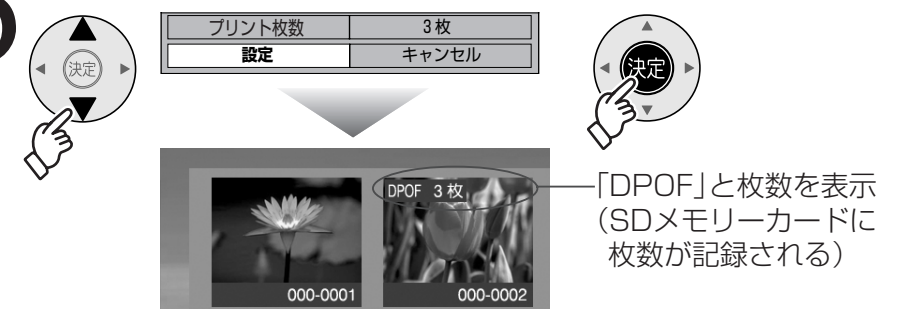 決定
プリント枚数 3枚
設定 キャンセル
決定
DPOF 3枚
000-0001
000-0002
「DPOF」と枚数を表示
（SDメモリーカードに
枚数が記録される）